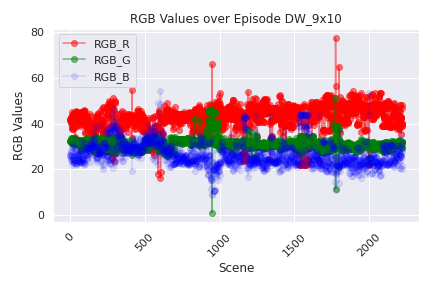 RGB Values over Episode DW_9x10
RGB_R
RGB_G
RGB_B
RGB Values
80
60
40
20
0
0
500
1000
1500
2000
Scene